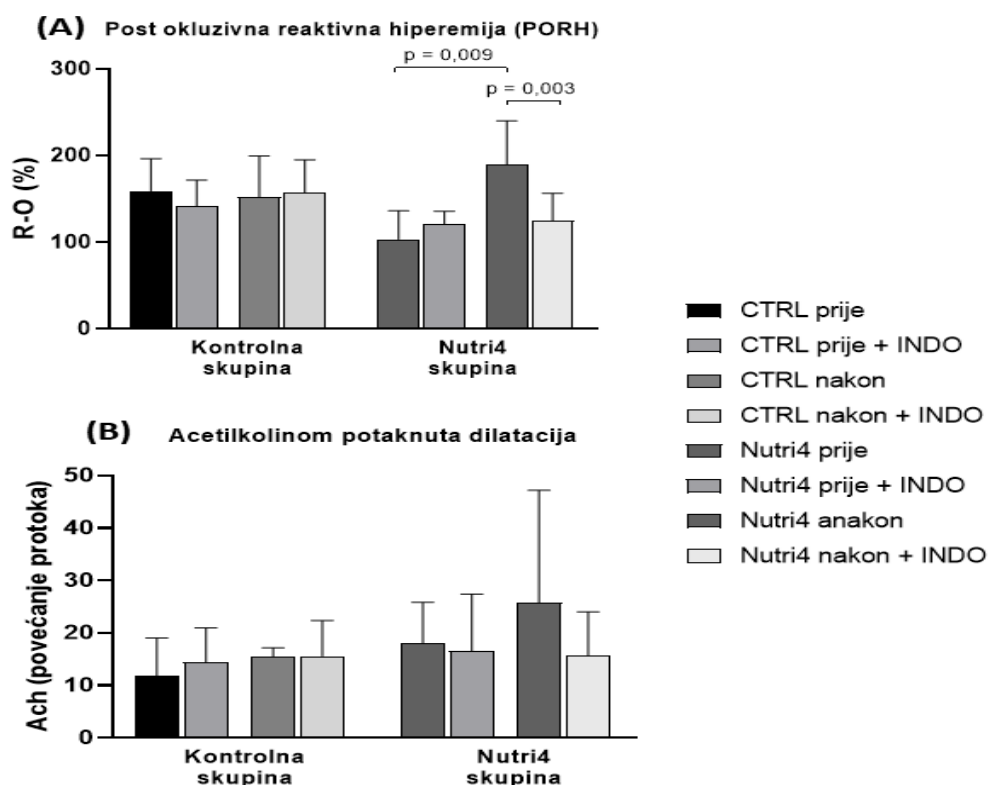 (A) Post okluzivna reaktivna hiperemija (PORH)
p = 0,009
p = 0,003
300
200
100
0
R-O (%)
Kontrolna
skupina
Nutri4
skupina
CTRL prije
CTRL prije + INDO
CTRL nakon
CTRL nakon + INDO
Nutri4 prije
Nutri4 prije + INDO
Nutri4 anakon
Nutri4 nakon + INDO
(B) Acetilkolinom potaknuta dilatacija
50
40
30
20
10
0
Ach (povećanje protoka)
Kontrolna
skupina
Nutri4
skupina